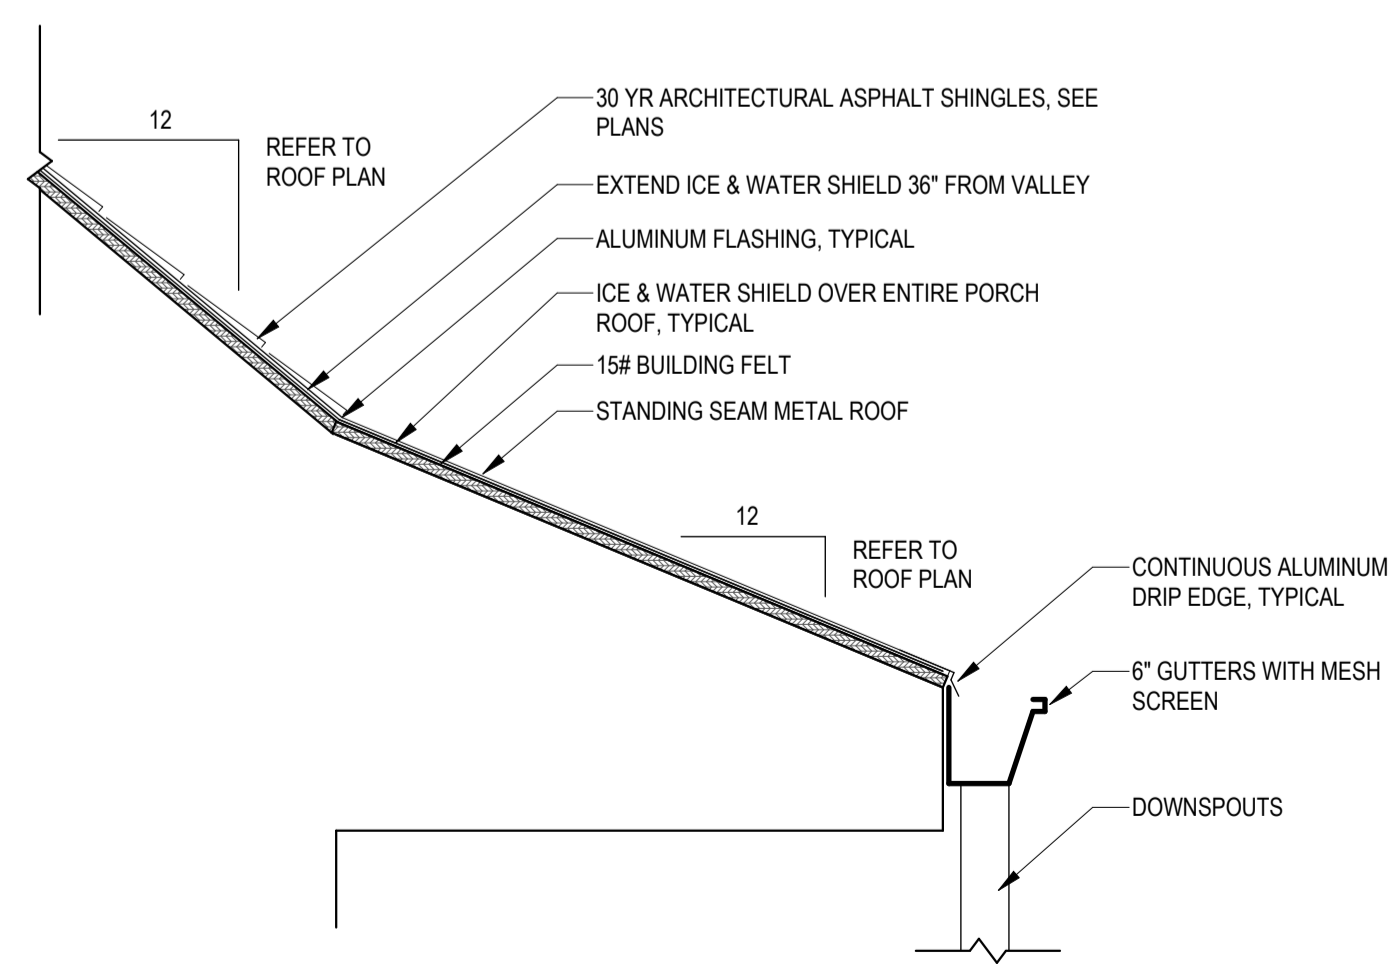 30 YR ARCHITECTURAL ASPHALT SHINGLES, SEE
PLANS
12
REFER TO
ROOF PLAN
EXTEND ICE & WATER SHIELD 36" FROM VALLEY
ALUMINUM FLASHING, TYPICAL
ICE & WATER SHIELD OVER ENTIRE PORCH
ROOF, TYPICAL
15# BUILDING FELT
STANDING SEAM METAL ROOF
12
REFER TO
ROOF PLAN
CONTINUOUS ALUMINUM
DRIP EDGE, TYPICAL
6" GUTTERS WITH MESH
SCREEN
DOWNSPOUTS